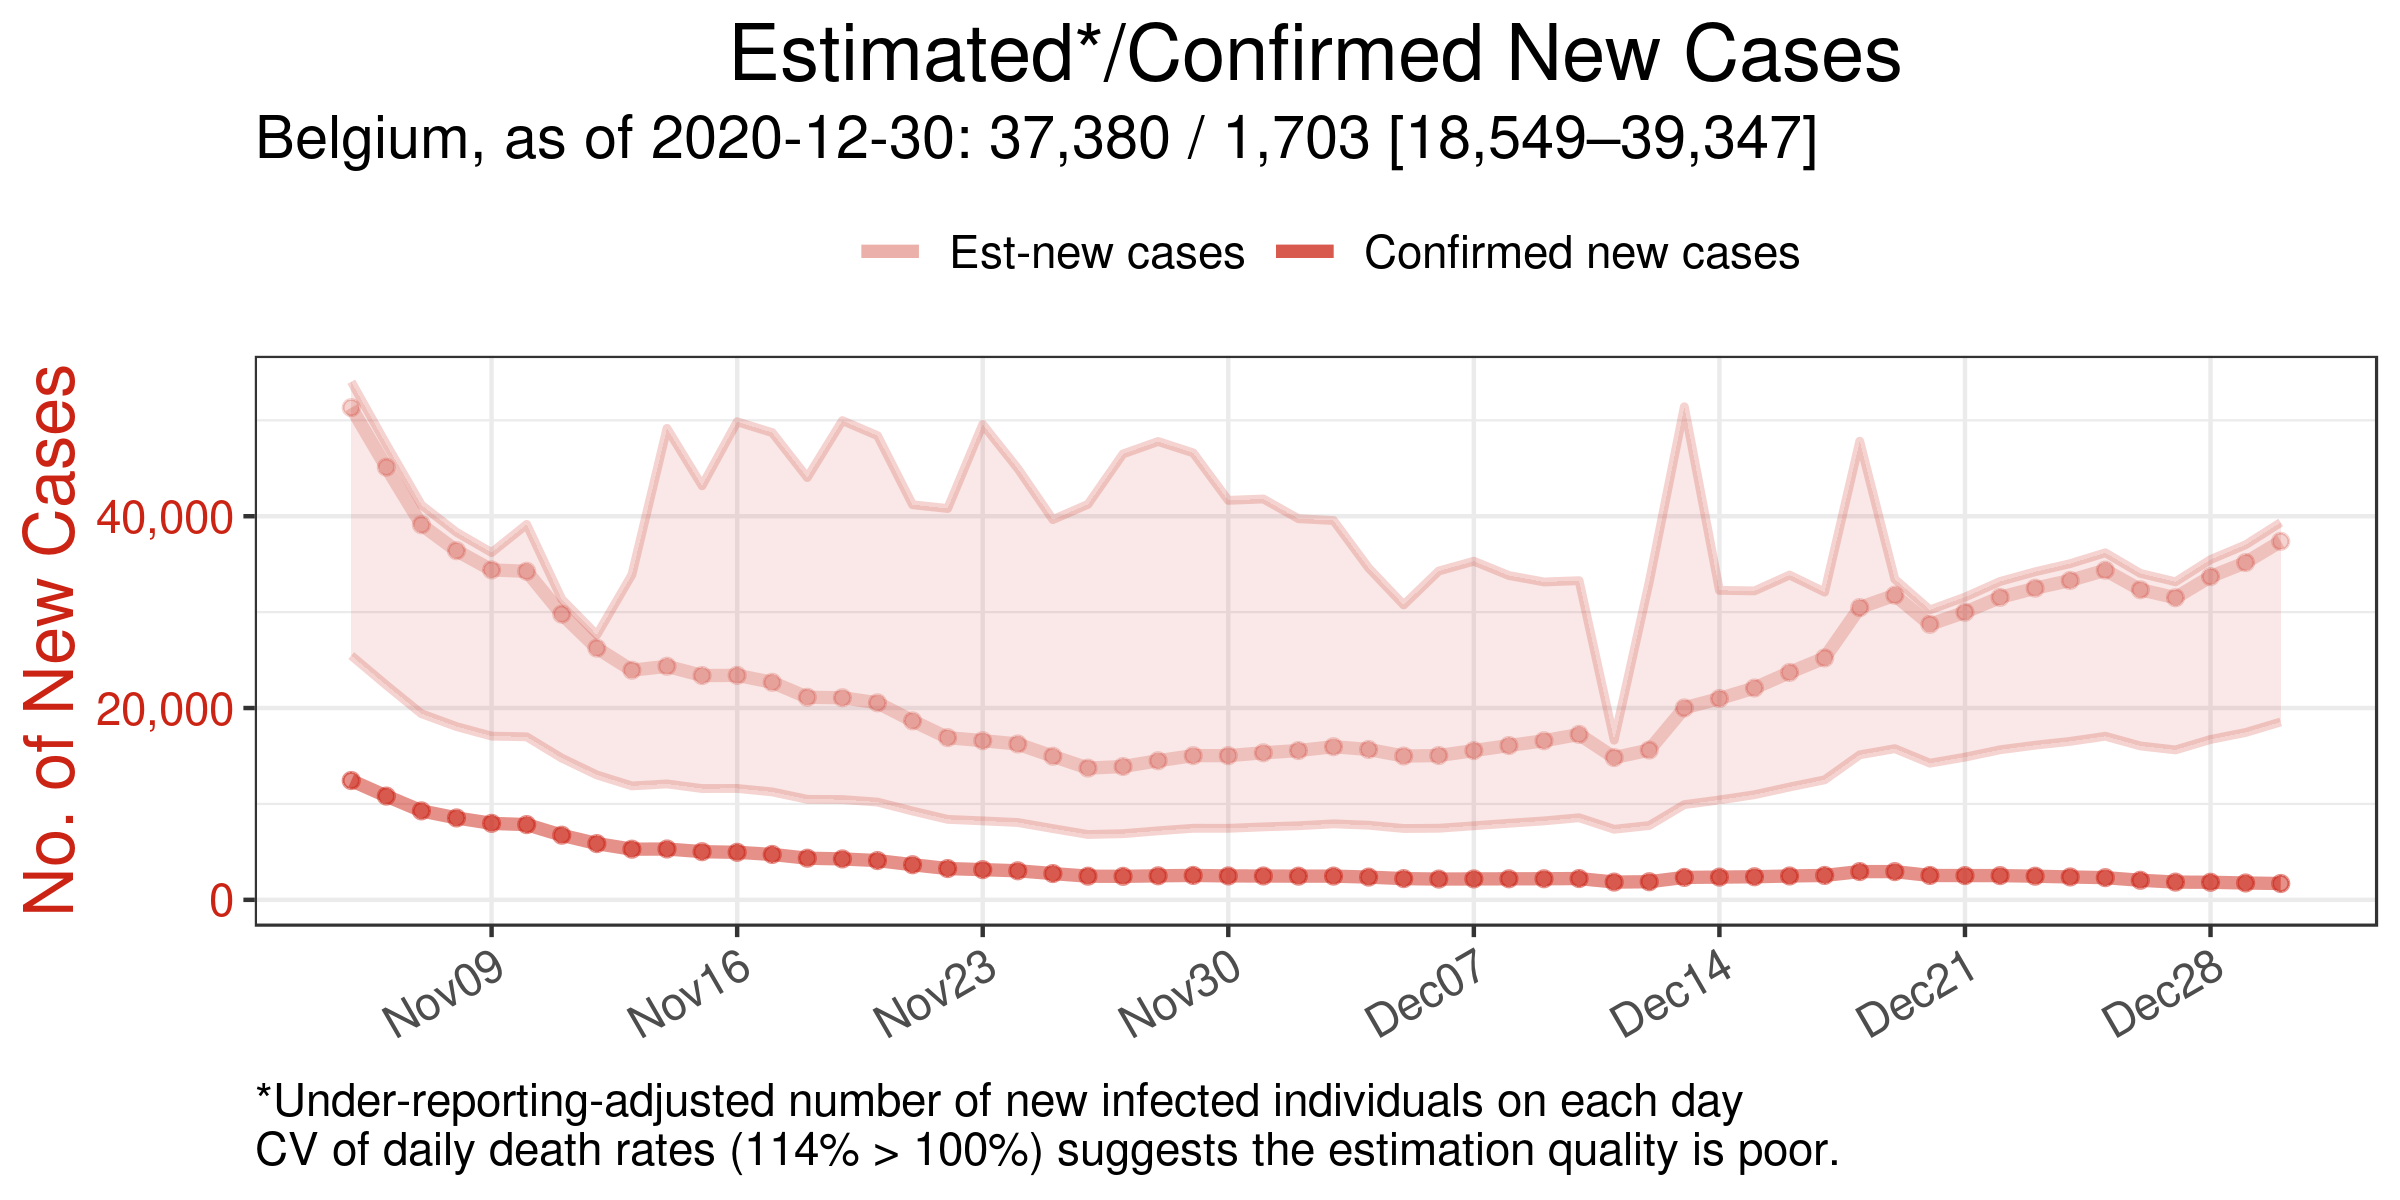 Estimated*/Confirmed New Cases
Belgium, as of 2020-12-30: 37,380 / 1,703 [18,549–39,347]
Est-new cases Confirmed new cases
No. of New Cases
40,000
20,000
0
Nov09 Nov16 Nov23 Nov30 Dec07 Dec14 Dec21 Dec28
*Under-reporting-adjusted number of new infected individuals on each day
CV of daily death rates (114% > 100%) suggests the estimation quality is poor.